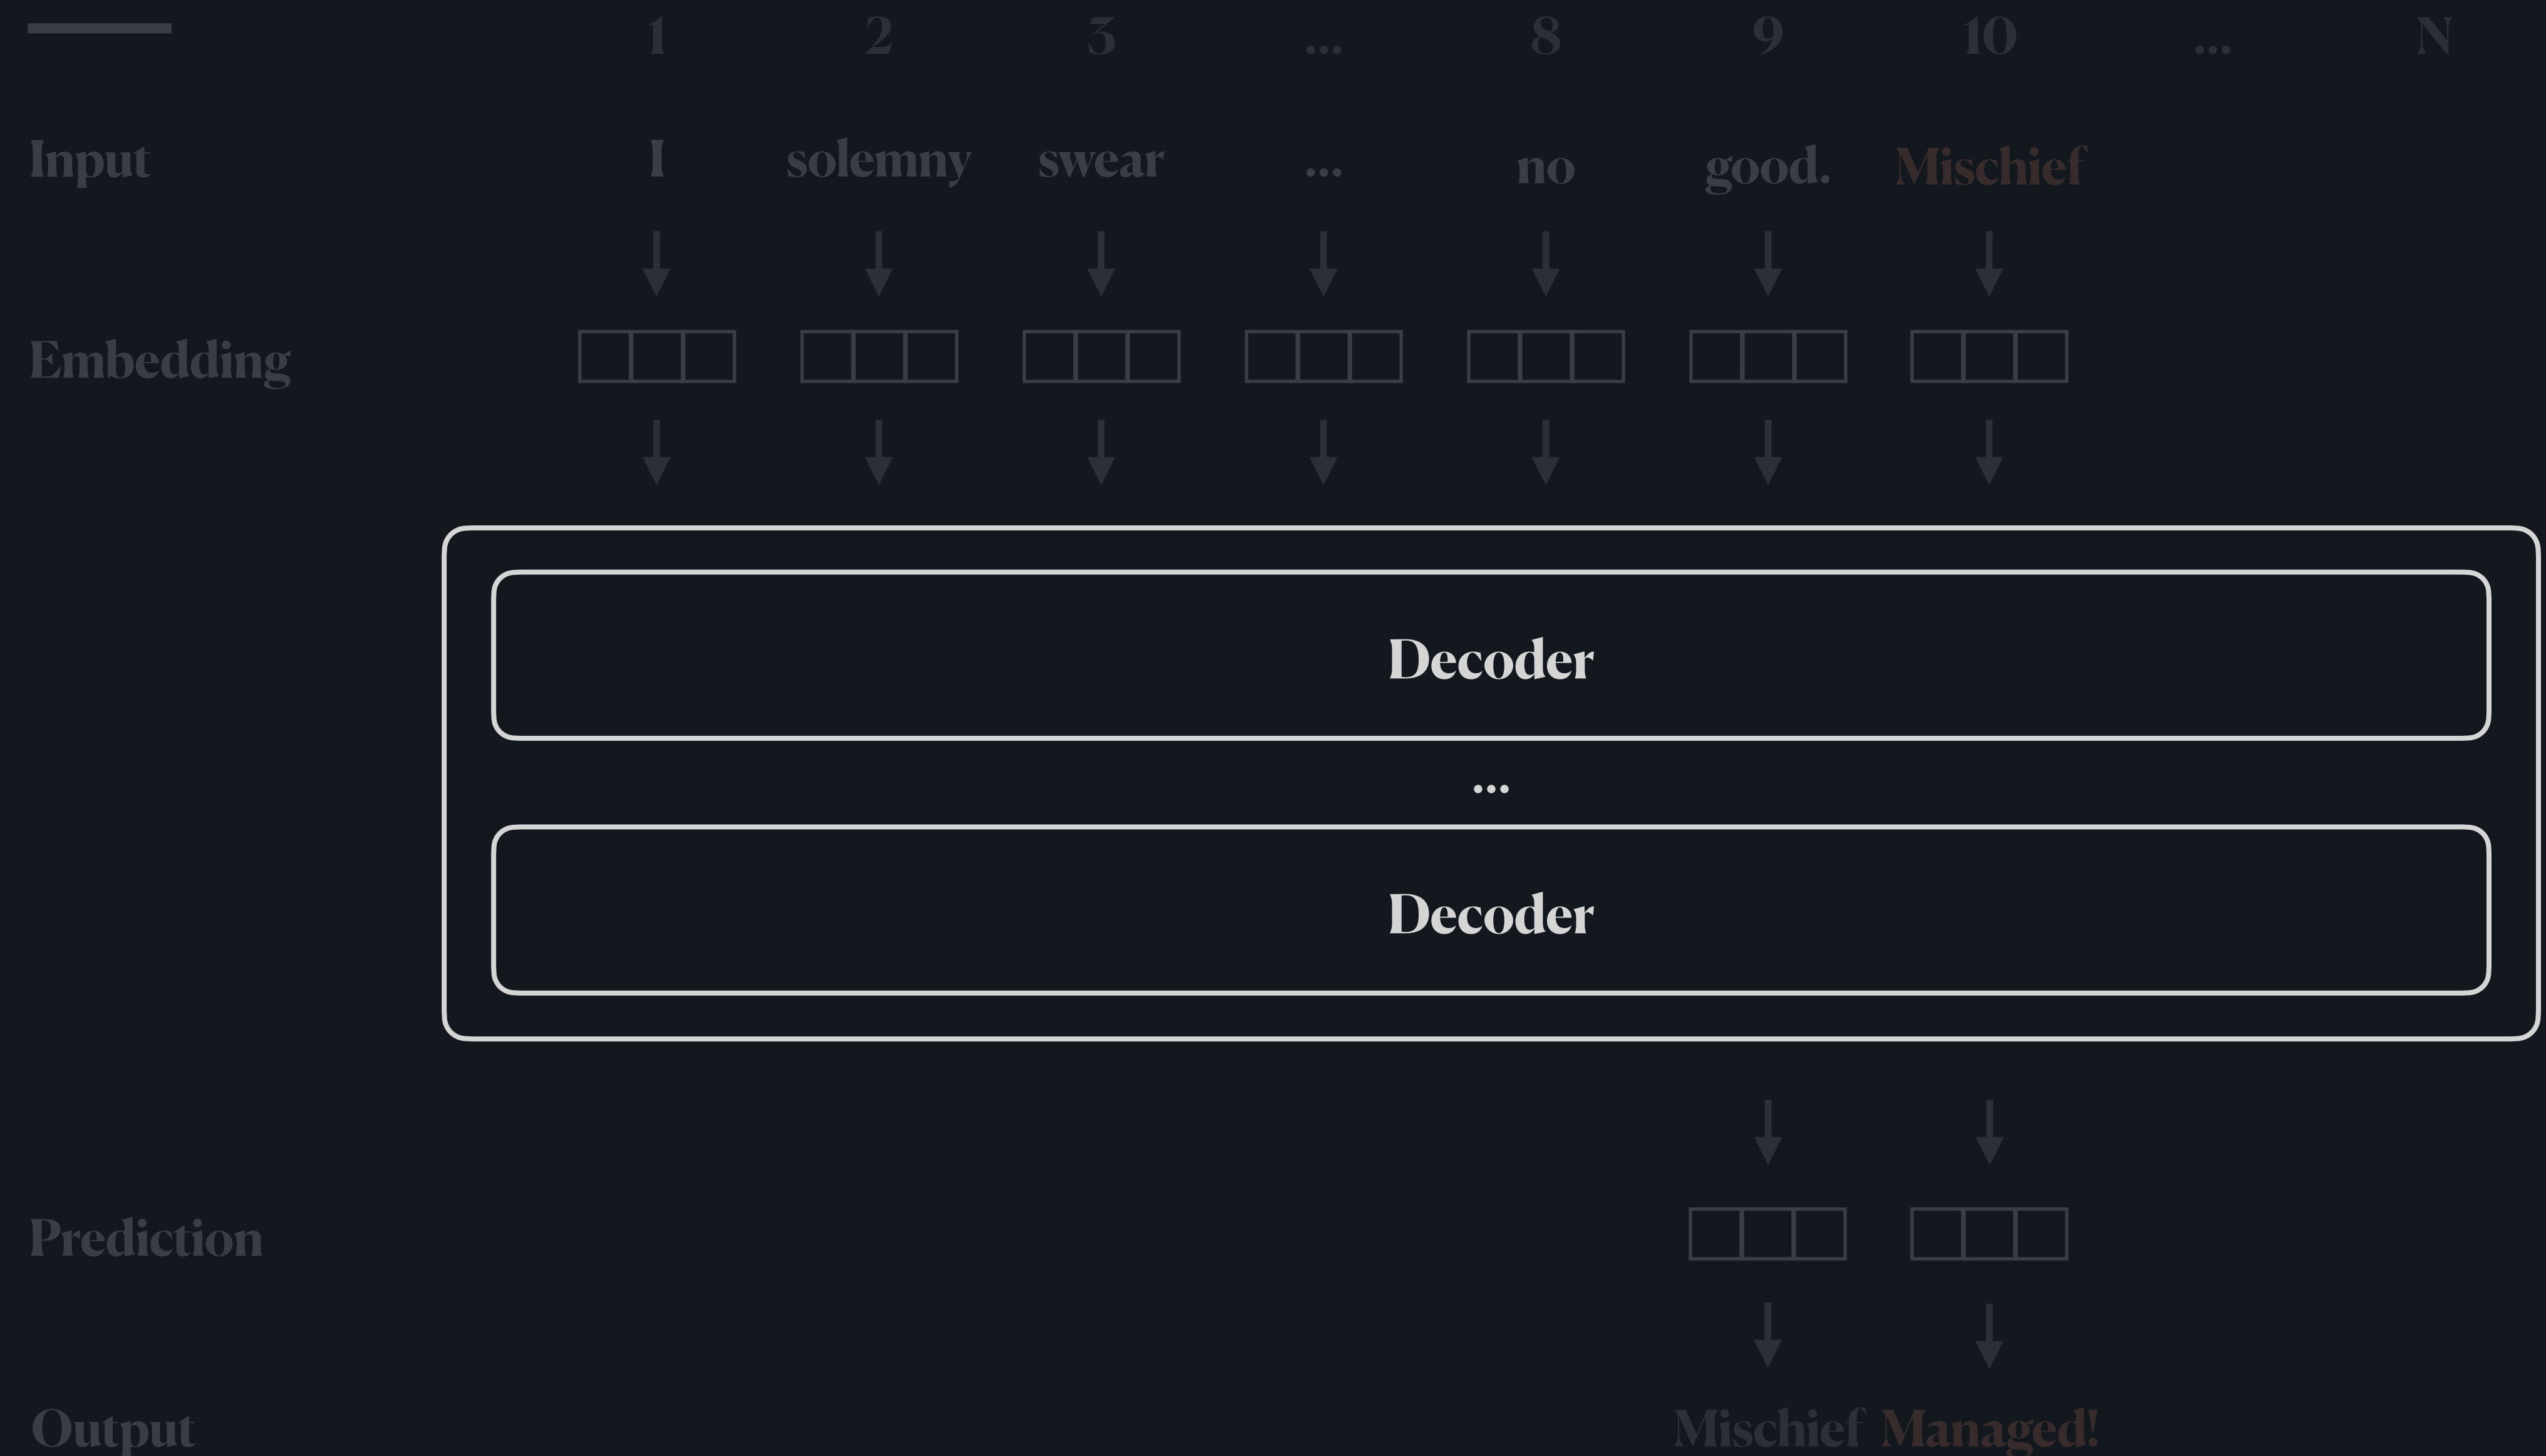 1 2 3 ... 8 9 10 ... N
Input I solemny swear ... no good. Mischief
Embedding
Decoder
...
Decoder
Prediction
Output Mischief Managed!